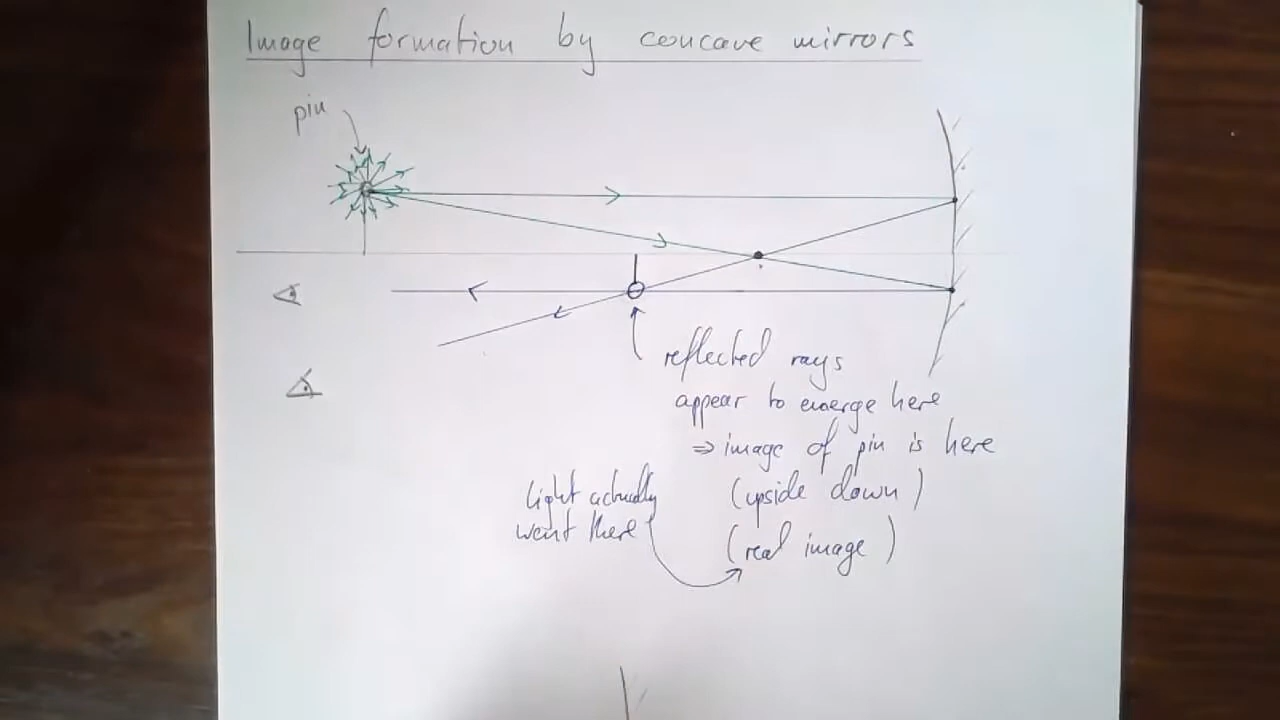 Image formation by concave mirrors
pin
reflected rays
appear to emerge here
⇒ image of pin is here
(upside down)
(real image)
light actually
went there